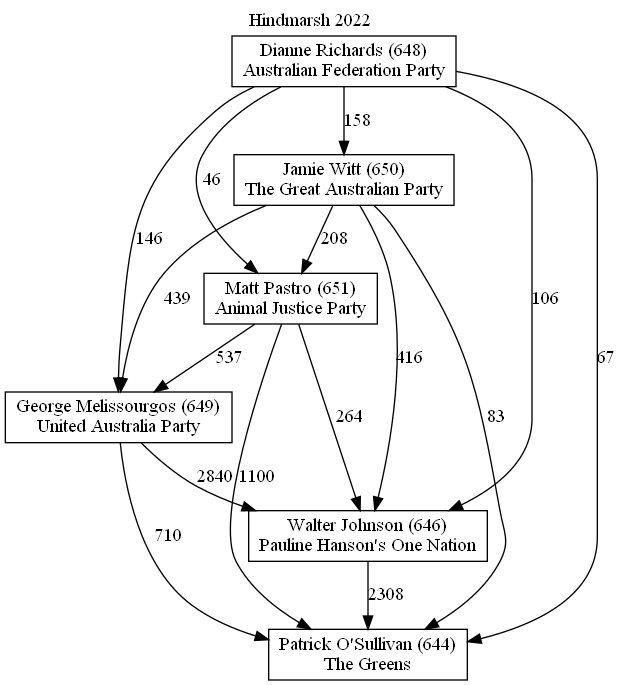 Hindmarsh 2022
Dianne Richards (648)
Australian Federation Party
158
Jamie Witt (650)
The Great Australian Party
46
146
208
439
Matt Pastro (651)
Animal Justice Party
106
537
416
67
264
83
George Melissourgos (649)
United Australia Party
2840
1100
Walter Johnson (646)
Pauline Hanson's One Nation
710
2308
Patrick O'Sullivan (644)
The Greens